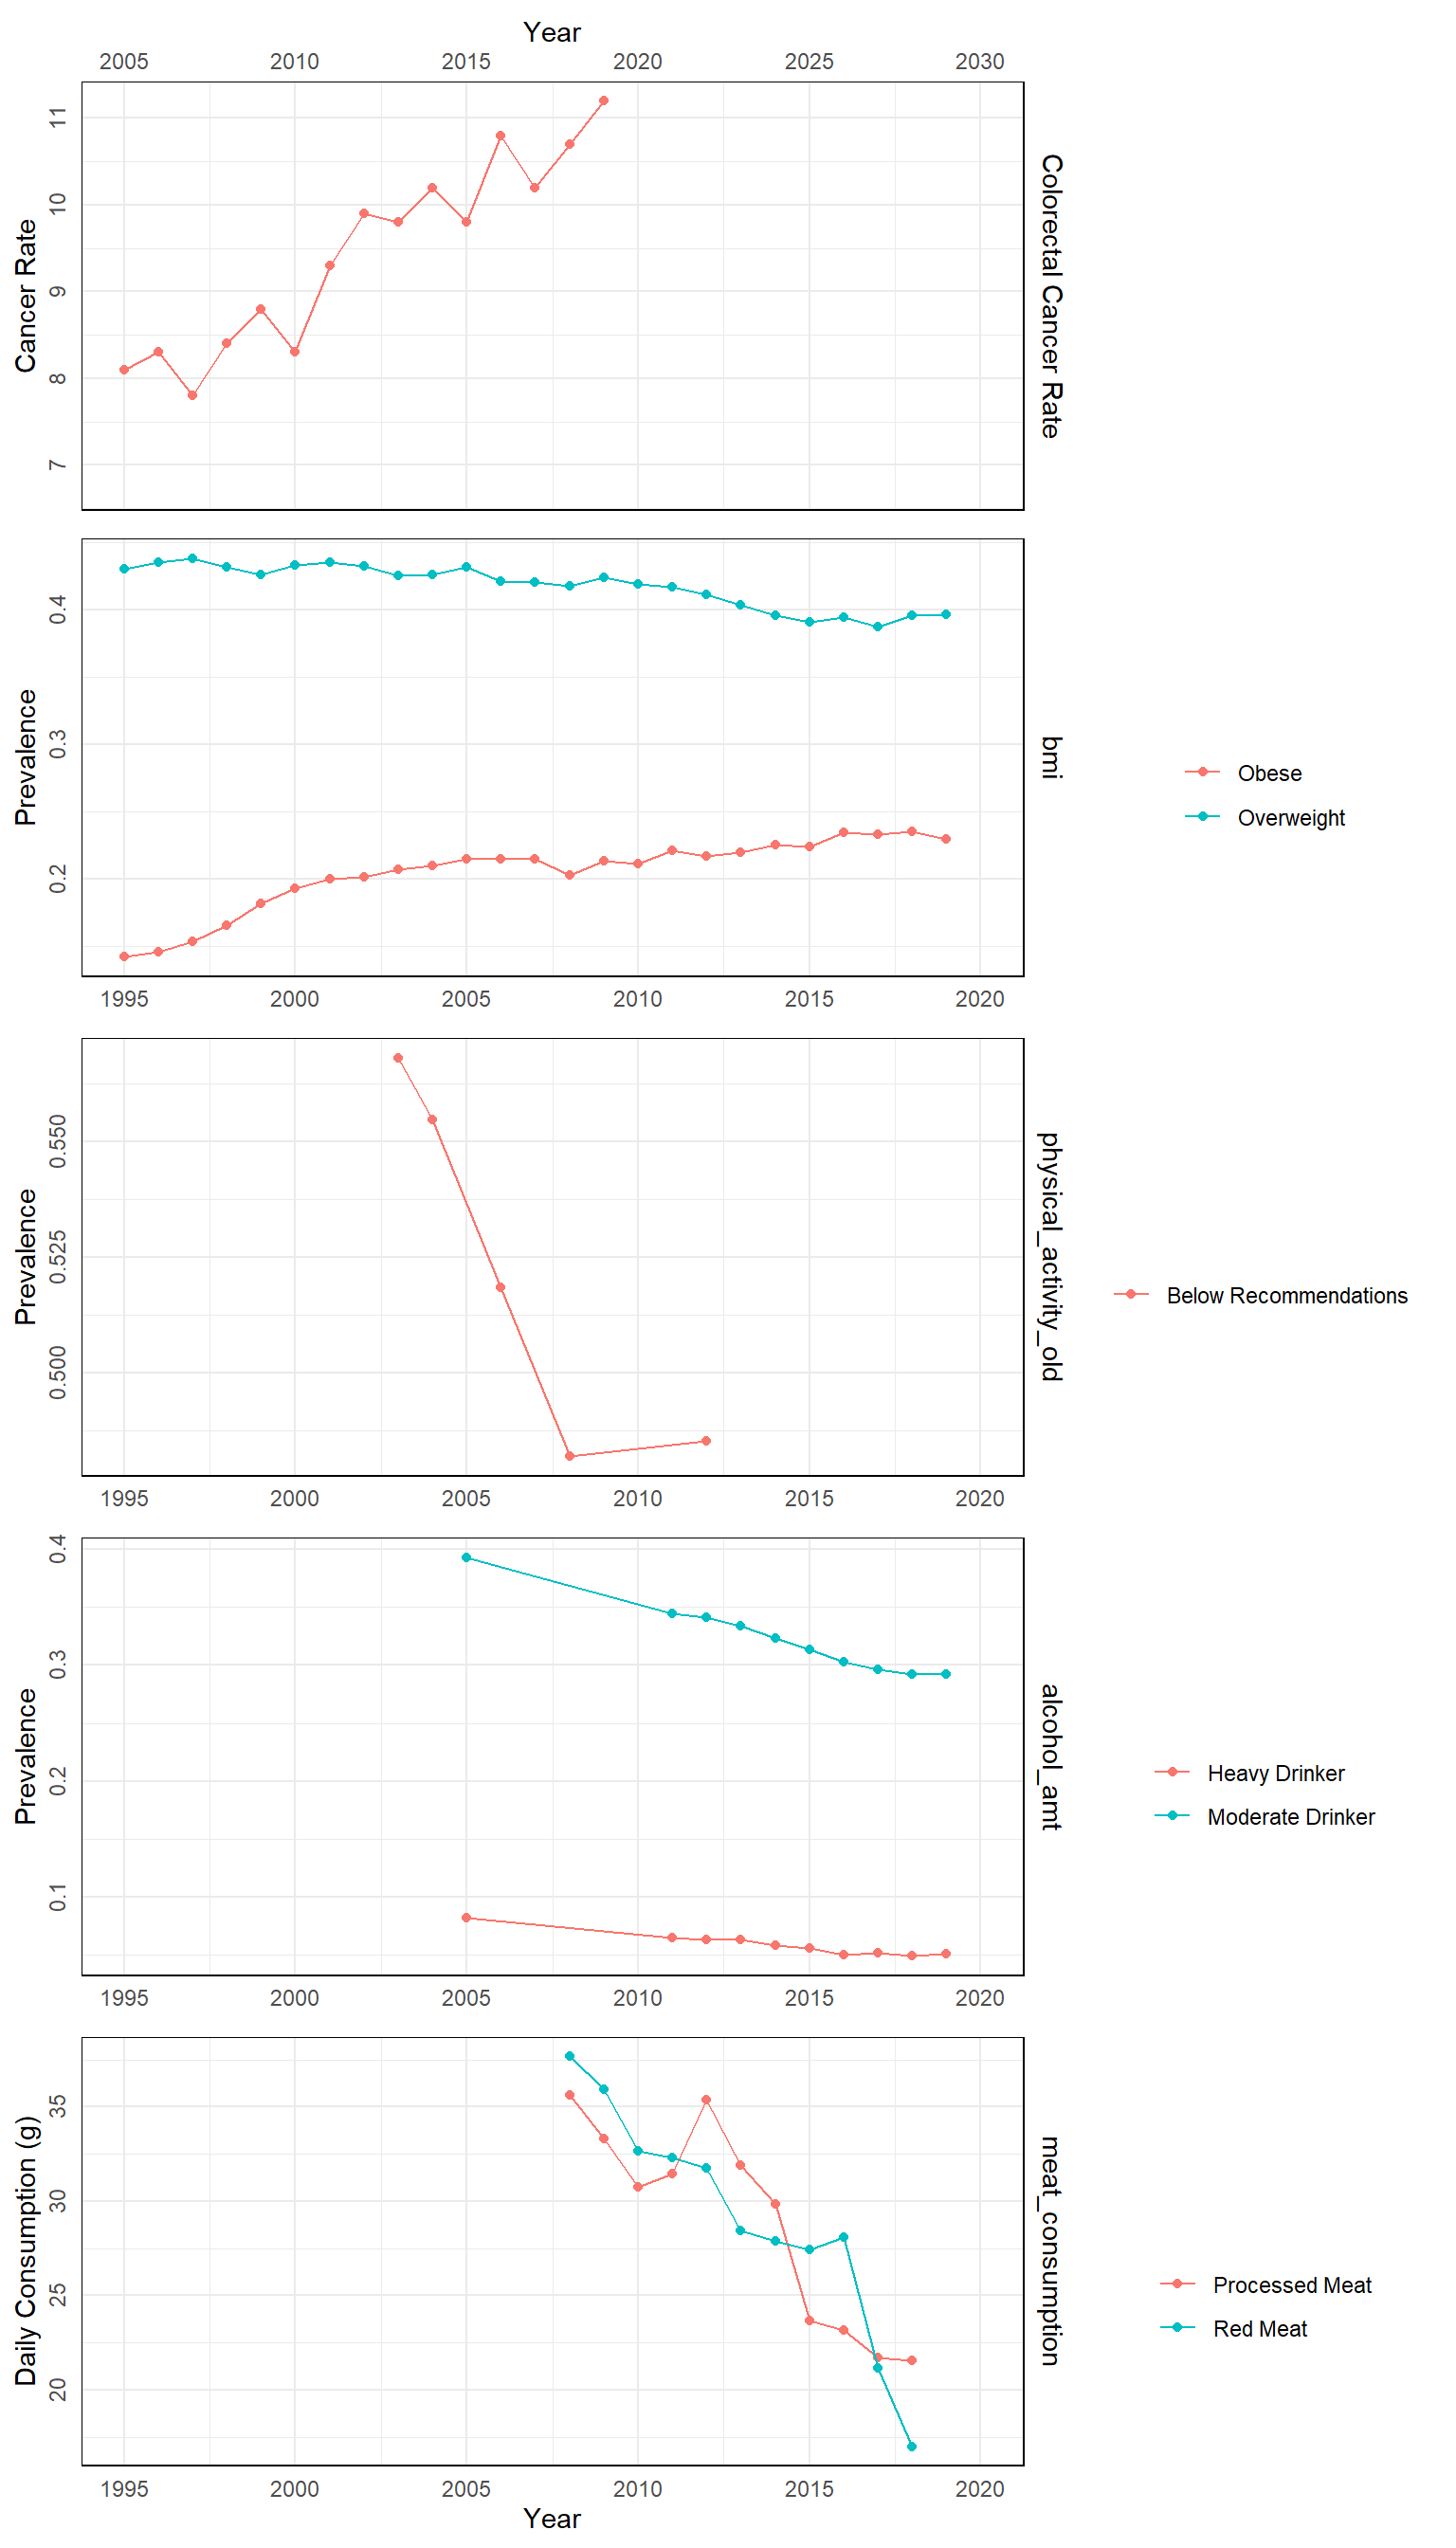 Year
2005 2010 2015 2020 2025 2030
11
10
9
8
7
Cancer Rate
Colorectal Cancer Rate
0.4
0.3
0.2
Prevalence
bmi
Obese
Overweight
1995 2000 2005 2010 2015 2020
0.550
0.525
0.500
Prevalence
physical_activity_old
Below Recommendations
1995 2000 2005 2010 2015 2020
0.4
0.3
0.2
0.1
Prevalence
alcohol_amt
Heavy Drinker
Moderate Drinker
1995 2000 2005 2010 2015 2020
35
30
25
20
Daily Consumption (g)
meat_consumption
Processed Meat
Red Meat
1995 2000 2005 2010 2015 2020
Year